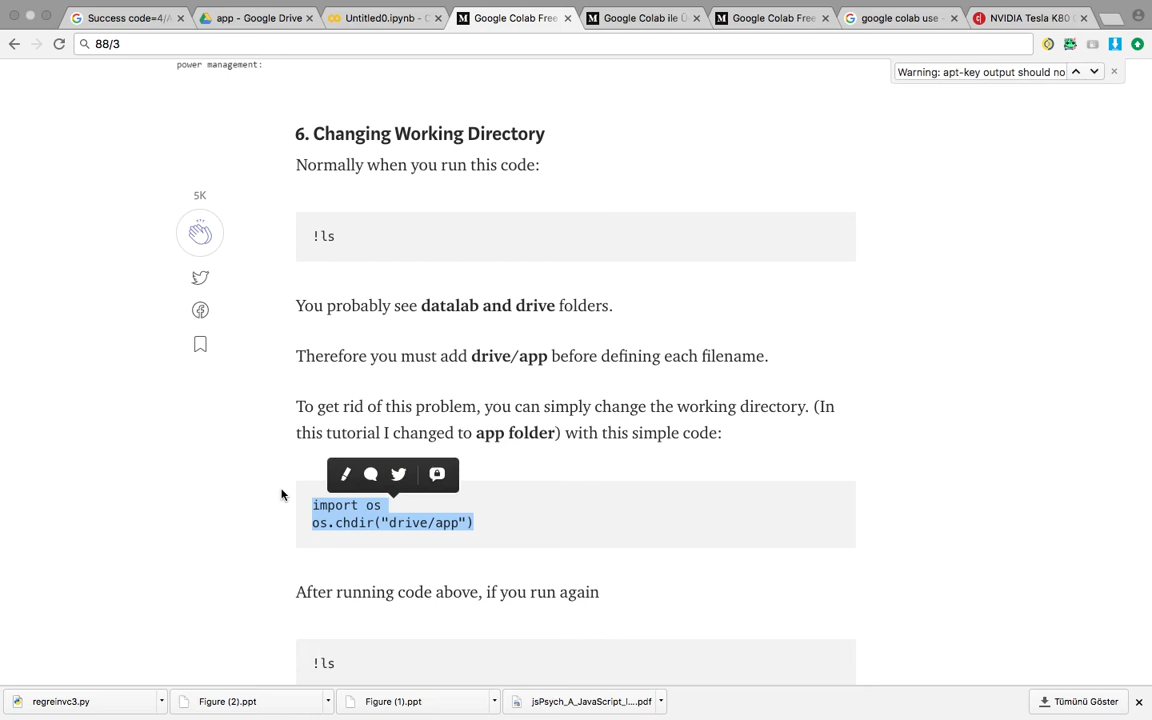 Success code=4/
app - Google Drive
Untitled0.ipynb - C
Google Colab Free
Google Colab ile Ü
Google Colab Free
google colab use -
NVIDIA Tesla K80
88/3
Warning: apt-key output should no
power management:
6. Changing Working Directory
Normally when you run this code:
5K
!ls
You probably see datalab and drive folders.
Therefore you must add drive/app before defining each filename.
To get rid of this problem, you can simply change the working directory. (In
this tutorial I changed to app folder) with this simple code:
import os
os.chdir("drive/app")
After running code above, if you run again
!ls
regreinvc3.py
Figure (2).ppt
Figure (1).ppt
jsPsych_A_JavaScript_l....pdf
Tümünü Göster